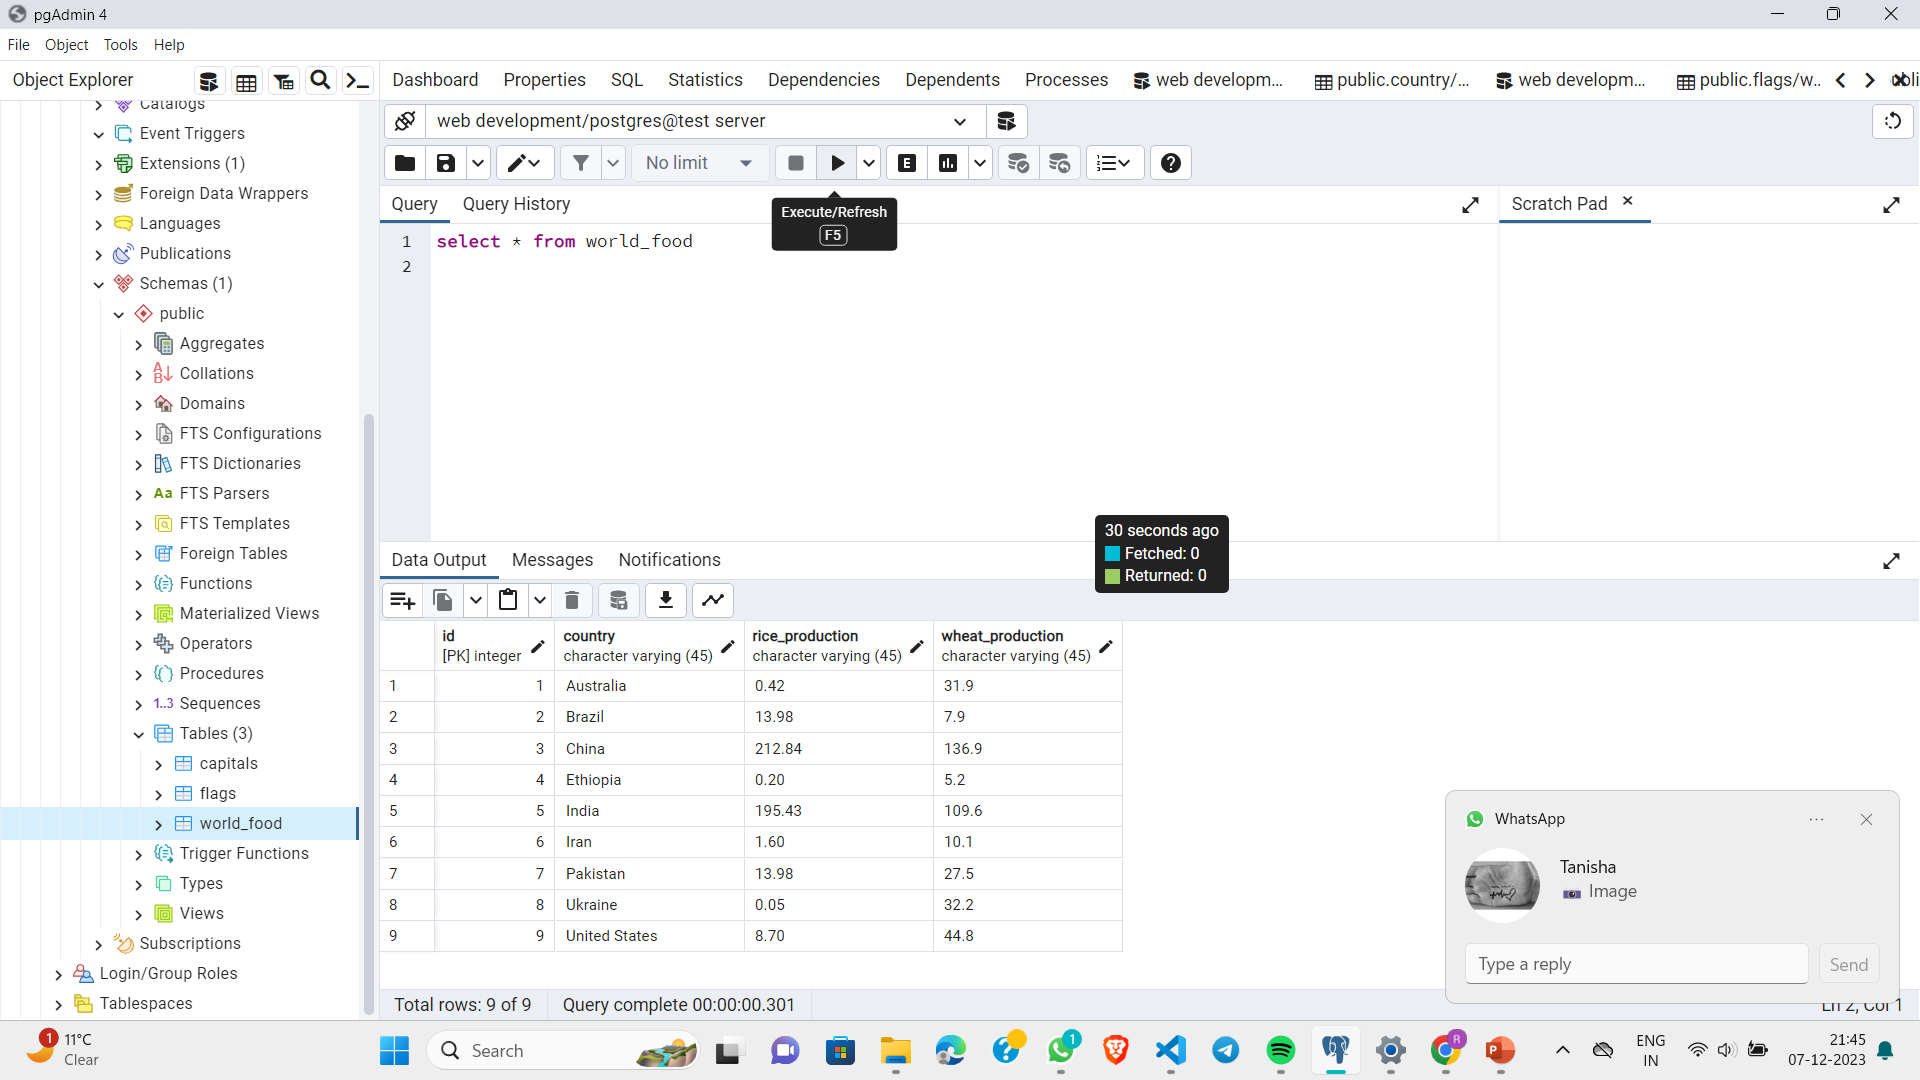 pgAdmin 4
File Object Tools Help
Object Explorer
Dashboard Properties SQL Statistics Dependencies Dependents Processes web developm... public.country/... web developm... public.flags/w...
Catalogs
Event Triggers
Extensions (1)
Foreign Data Wrappers
Languages
Publications
Schemas (1)
public
Aggregates
Collations
Domains
FTS Configurations
FTS Dictionaries
Aa FTS Parsers
FTS Templates
Foreign Tables
Functions
Materialized Views
Operators
Procedures
1..3 Sequences
Tables (3)
capitals
flags
world_food
Trigger Functions
Types
Views
Subscriptions
Login/Group Roles
Tablespaces
web development/postgres@test server
No limit E
Query Query History
Execute/Refresh
F5
Scratch Pad
1 select * from world_food
2
30 seconds ago
Fetched: 0
Returned: 0
Data Output Messages Notifications
id country rice_production wheat_production
[PK] integer character varying (45) character varying (45) character varying (45)
1 1 Australia 0.42 31.9
2 2 Brazil 13.98 7.9
3 3 China 212.84 136.9
4 4 Ethiopia 0.20 5.2
5 5 India 195.43 109.6
6 6 Iran 1.60 10.1
7 7 Pakistan 13.98 27.5
8 8 Ukraine 0.05 32.2
9 9 United States 8.70 44.8
Total rows: 9 of 9 Query complete 00:00:00.301
Ln 2, Col 1
WhatsApp
Tanisha
Image
Type a reply Send
1 11°C
Clear
Search
1
R
P
ENG
IN
21:45
07-12-2023